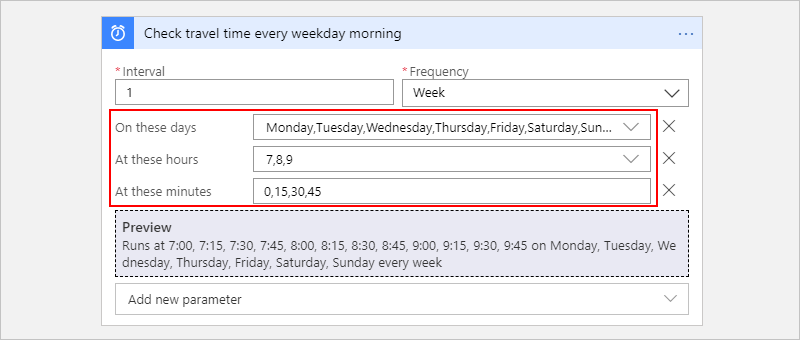 Check travel time every weekday morning
* Interval
* Frequency
1
Week
On these days
Monday,Tuesday,Wednesday,Thursday,Friday,Saturday,Sun...
At these hours
7,8,9
At these minutes
0,15,30,45
Preview
Runs at 7:00, 7:15, 7:30, 7:45, 8:00, 8:15, 8:30, 8:45, 9:00, 9:15, 9:30, 9:45 on Monday, Tuesday, We
dnesday, Thursday, Friday, Saturday, Sunday every week
Add new parameter